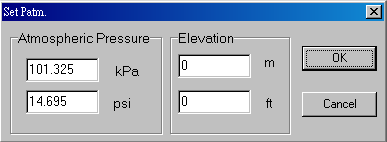 Set Patm.
Atmospheric Pressure
Elevation
101.325 kPa
0 m
OK
14.695 psi
0 ft
Cancel